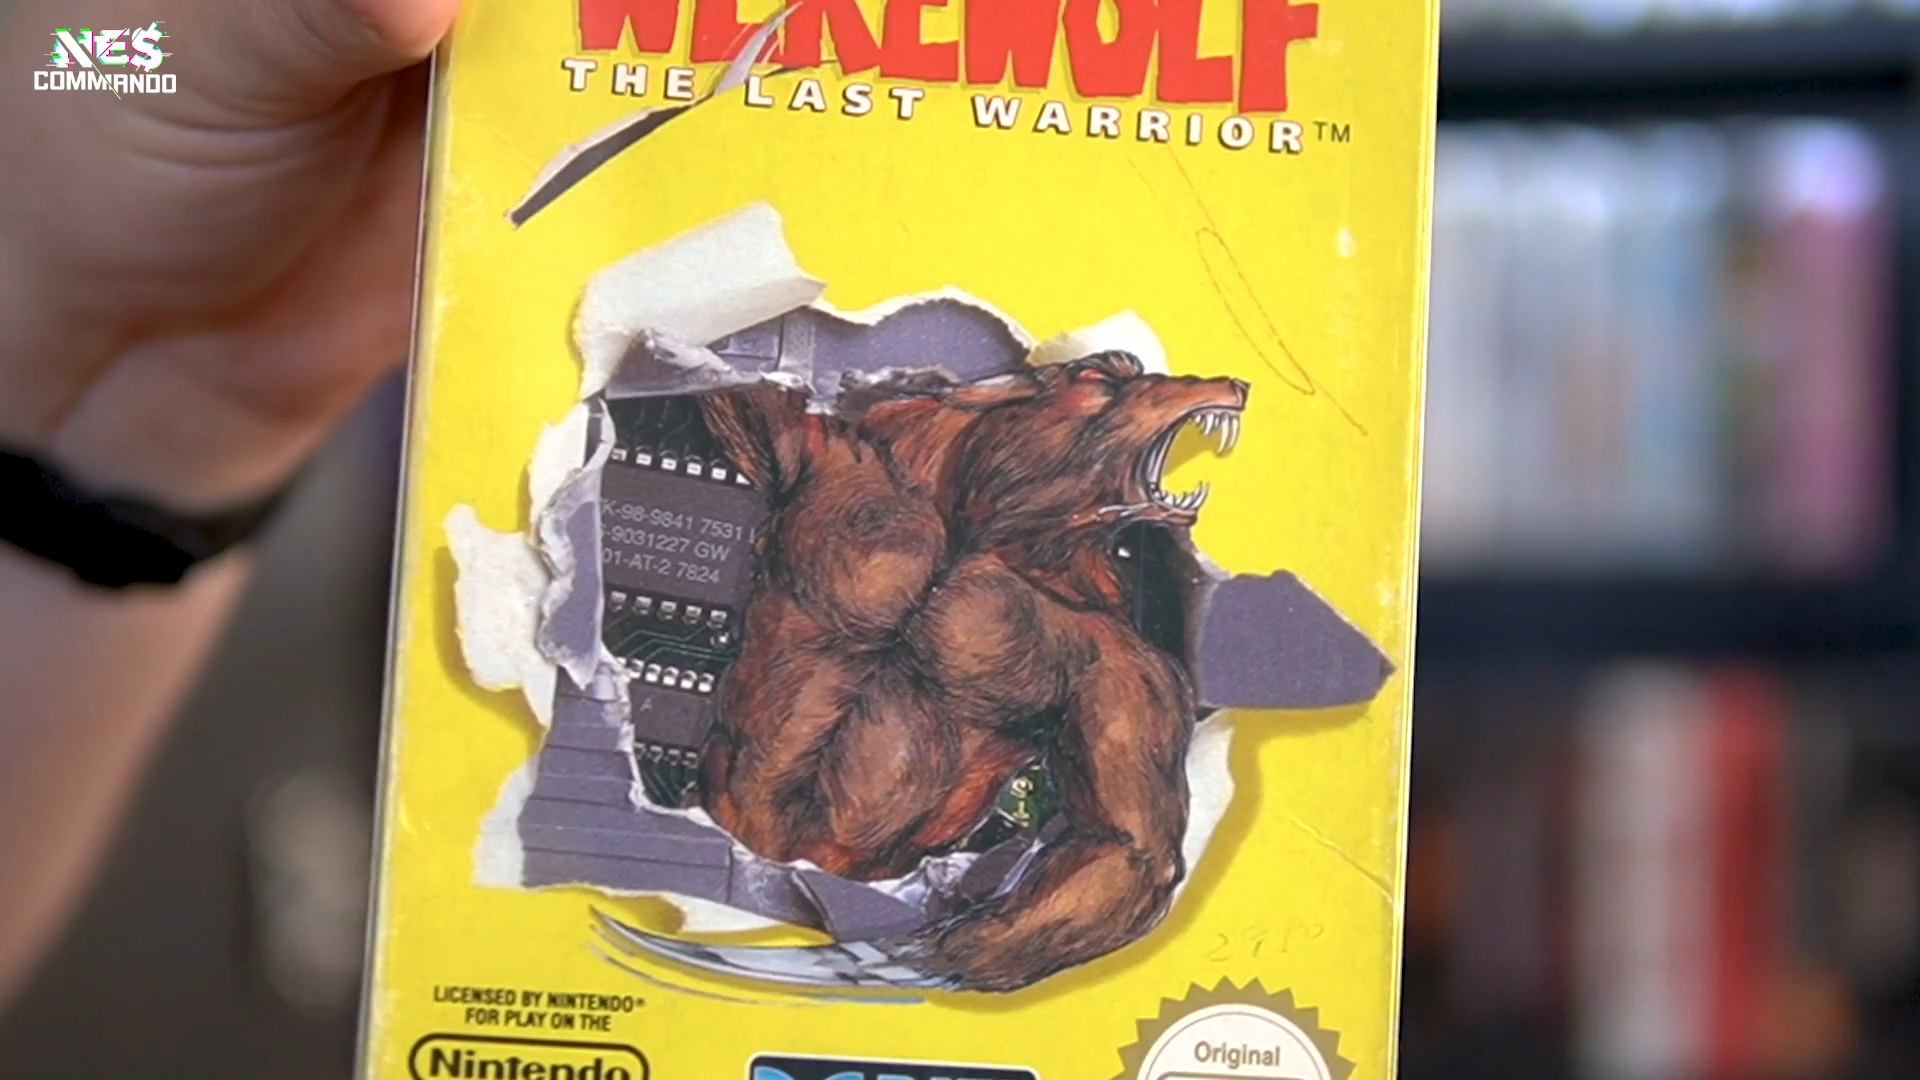 NES
COMMANDO
WEREWOLF
THE LAST WARRIOR™
K-98-9841 7531
-9031227 GW
01-AT-2 7824
A
LICENSED BY NINTENDO®
FOR PLAY ON THE
Nintendo
Original